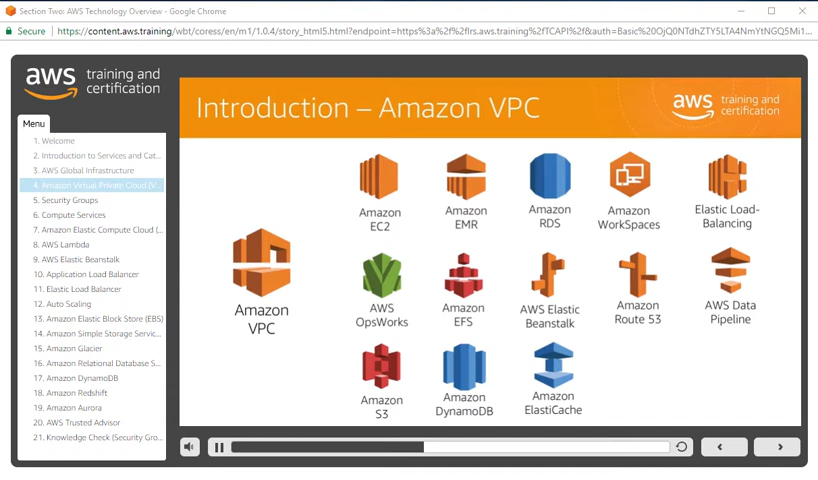 Section Two: AWS Technology Overview - Google Chrome
Secure
https://content.aws.training/wbt/coress/en/m1/1.0.4/story_html5.html?endpoint=https%3a%2f%2flrs.aws.training%2fTCAPI%2f&auth=Basic%20OjQ0NTdhZTY5LTA4NmYtNGQ5Mi1...
aws training and
certification
Menu
1. Welcome
2. Introduction to Services and Cat...
3. AWS Global Infrastructure
4. Amazon Virtual Private Cloud (V...
5. Security Groups
6. Compute Services
7. Amazon Elastic Compute Cloud (...
8. AWS Lambda
9. AWS Elastic Beanstalk
10. Application Load Balancer
11. Elastic Load Balancer
12. Auto Scaling
13. Amazon Elastic Block Store (EBS)
14. Amazon Simple Storage Servic...
15. Amazon Glacier
16. Amazon Relational Database S...
17. Amazon DynamoDB
18. Amazon Redshift
19. Amazon Aurora
20. AWS Trusted Advisor
21. Knowledge Check (Security Gro...
Introduction – Amazon VPC
aws training and
certification
Amazon
VPC
Amazon
EC2
Amazon
EMR
Amazon
RDS
Amazon
WorkSpaces
Elastic Load-
Balancing
AWS
OpsWorks
Amazon
EFS
AWS Elastic
Beanstalk
Amazon
Route 53
AWS Data
Pipeline
Amazon
S3
Amazon
DynamoDB
Amazon
ElastiCache